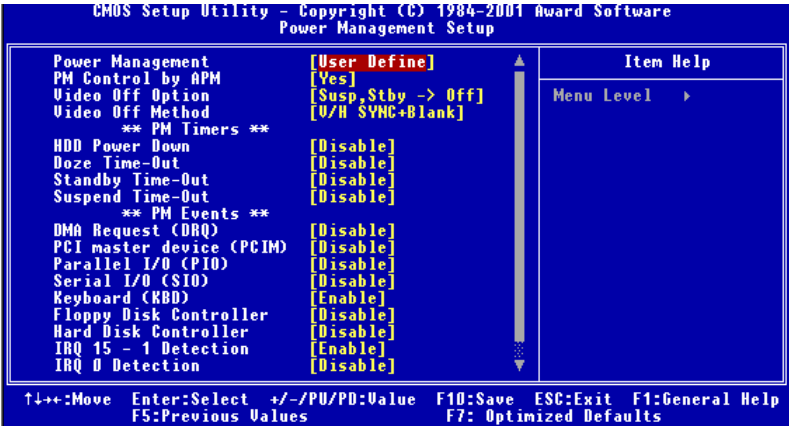 CMOS Setup Utility – Copyright (C) 1984-2001 Award Software
Power Management Setup
Power Management [User Define]
Item Help
PM Control by APM [Yes]
Video Off Option [Susp,Stby -> Off]
Menu Level ▸
Video Off Method [V/H SYNC+Blank]
** PM Timers **
HDD Power Down [Disable]
Doze Time-Out [Disable]
Standby Time-Out [Disable]
Suspend Time-Out [Disable]
** PM Events **
DMA Request (DRQ) [Disable]
PCI master device (PCIM) [Disable]
Parallel I/O (PIO) [Disable]
Serial I/O (SIO) [Disable]
Keyboard (KBD) [Enable]
Floppy Disk Controller [Disable]
Hard Disk Controller [Disable]
IRQ 15 – 1 Detection [Enable]
IRQ 0 Detection [Disable]
↑↓→←:Move Enter:Select +/-/PU/PD:Value F10:Save ESC:Exit F1:General Help
F5:Previous Values F7: Optimized Defaults